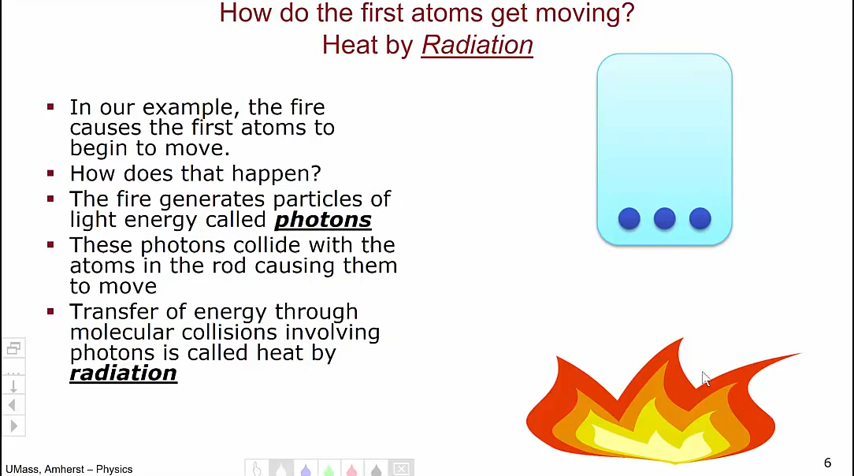 How do the first atoms get moving?
Heat by Radiation
▪ In our example, the fire
causes the first atoms to
begin to move.
▪ How does that happen?
▪ The fire generates particles of
light energy called photons
▪ These photons collide with the
atoms in the rod causing them
to move
▪ Transfer of energy through
molecular collisions involving
photons is called heat by
radiation
UMass, Amherst – Physics
6